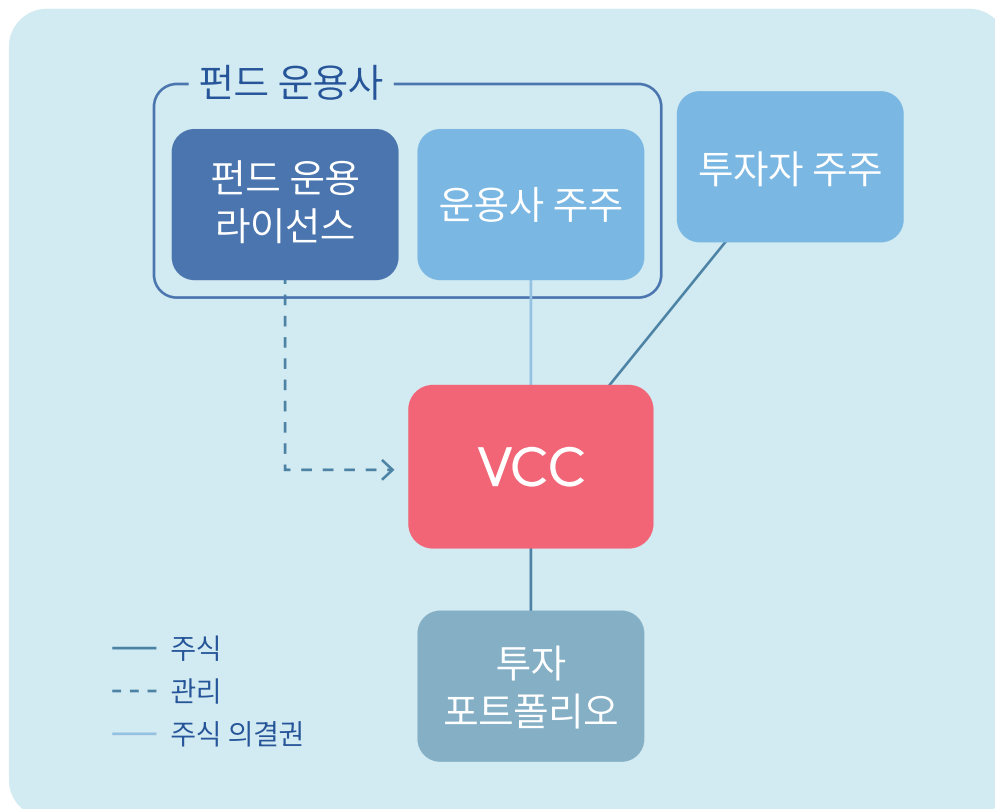 펀드 운용사
펀드 운용
라이선스
운용사 주주
투자자 주주
VCC
투자
포트폴리오
주식
관리
주식 의결권